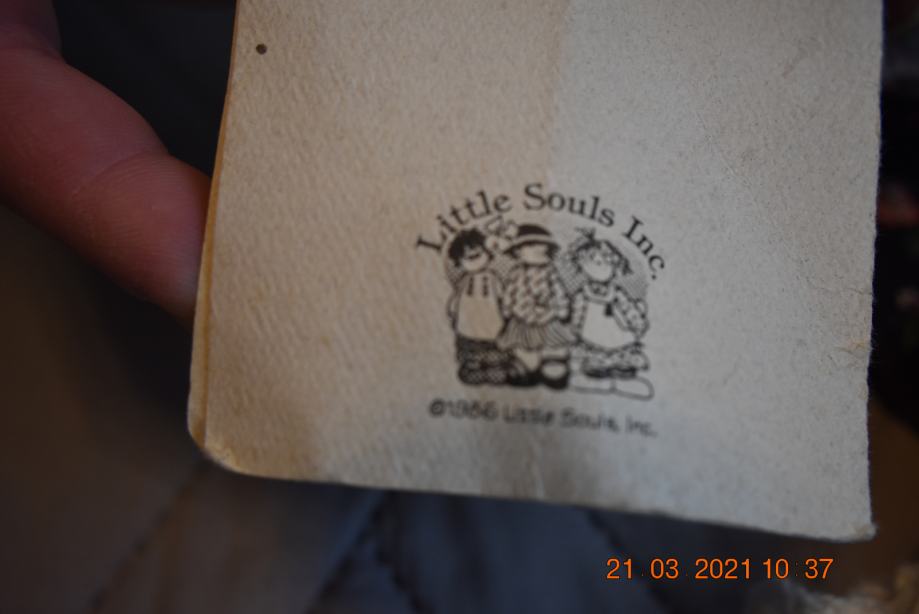 Little Souls Inc.
©1986 Little Souls, Inc.
21 03 2021 10 37